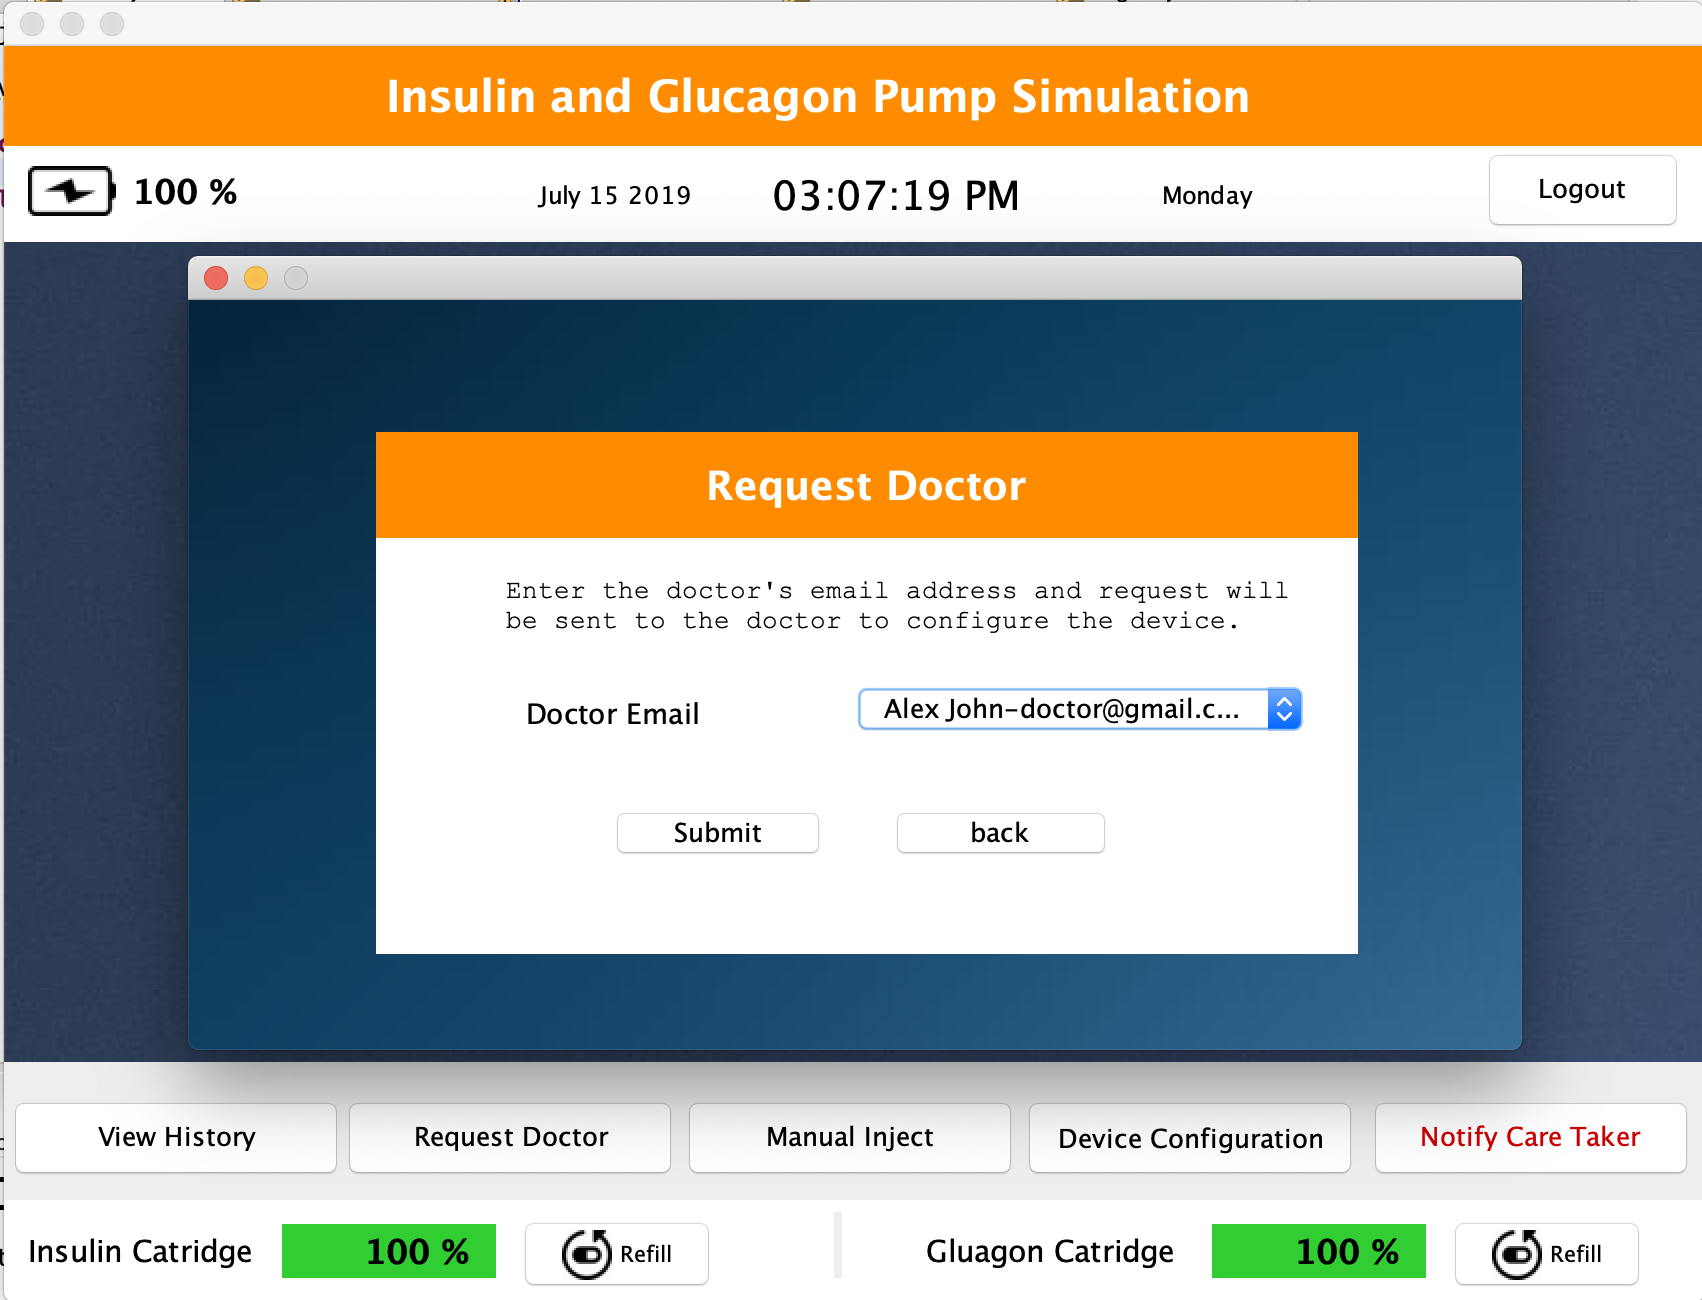 Insulin and Glucagon Pump Simulation
100 %
July 15 2019
03:07:19 PM
Monday
Logout
Request Doctor
Enter the doctor's email address and request will
be sent to the doctor to configure the device.
Doctor Email
Alex John-doctor@gmail.c...
Submit
back
View History
Request Doctor
Manual Inject
Device Configuration
Notify Care Taker
Insulin Catridge
100 %
Refill
Gluagon Catridge
100 %
Refill